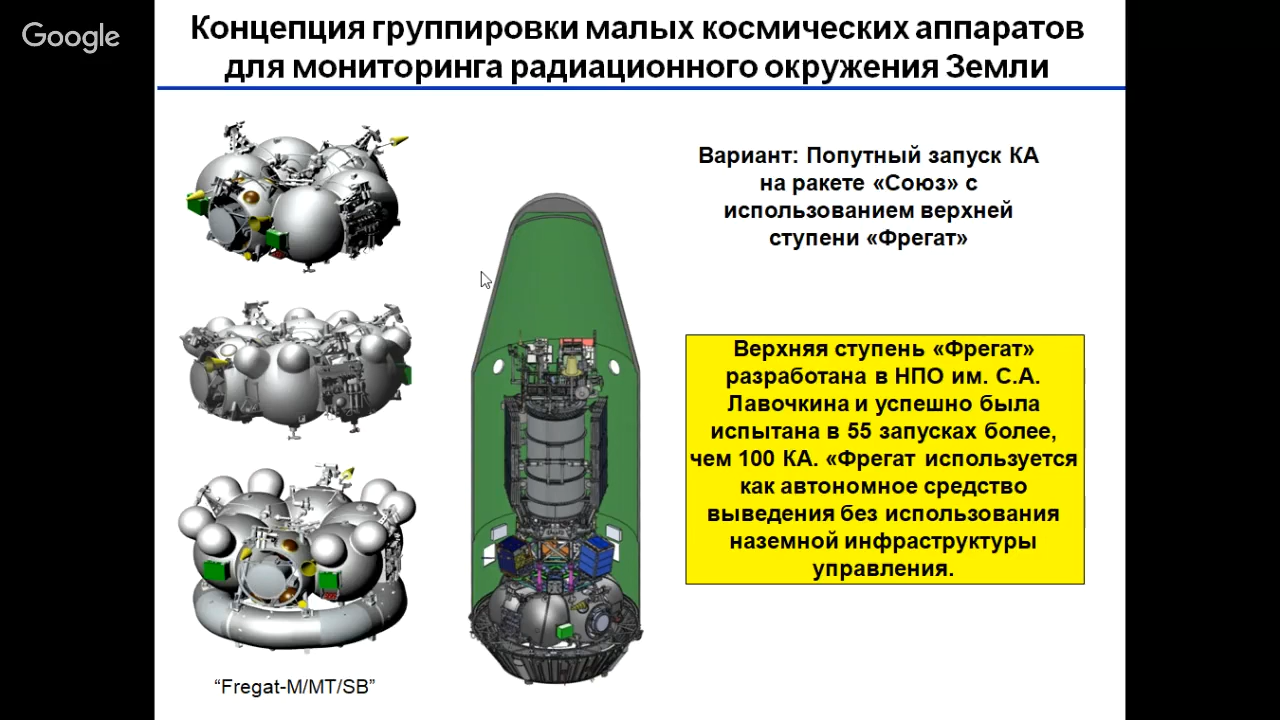 Google
Концепция группировки малых космических аппаратов
для мониторинга радиационного окружения Земли
Вариант: Попутный запуск КА
на ракете «Союз» с
использованием верхней
ступени «Фрегат»
Верхняя ступень «Фрегат»
разработана в НПО им. С.А.
Лавочкина и успешно была
испытана в 55 запусках более,
чем 100 КА. «Фрегат используется
как автономное средство
выведения без использования
наземной инфраструктуры
управления.
“Fregat-M/MT/SB”